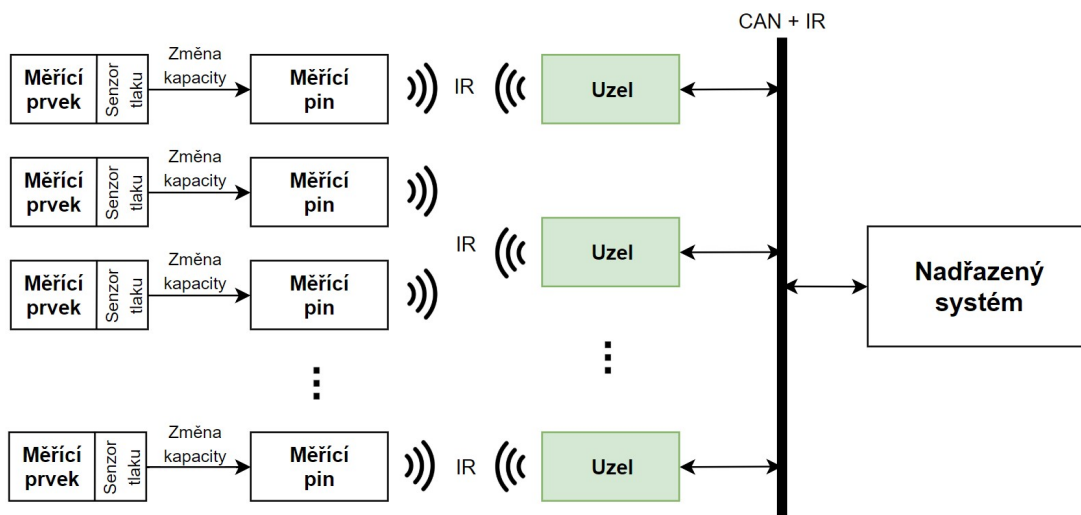 CAN + IR
Měřící
prvek
Senzor
tlaku
Změna
kapacity
Měřící
pin
IR
Uzel
Měřící
prvek
Senzor
tlaku
Změna
kapacity
Měřící
pin
IR
Uzel
Měřící
prvek
Senzor
tlaku
Změna
kapacity
Měřící
pin
Nadřazený
systém
Měřící
prvek
Senzor
tlaku
Změna
kapacity
Měřící
pin
IR
Uzel